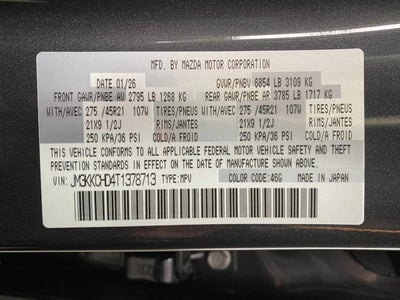 MFD. BY MAZDA MOTOR CORPORATION
DATE 01/26 GVWR/PNBV 6854 LB 3109 KG
FRONT GAWR/PNBE AV 2795 LB 1268 KG REAR GAWR/PNBE AR 3785 LB 1717 KG
WITH/AVEC 275 /45R21 107W TIRES/PNEUS WITH/AVEC 275 /45R21 107W TIRES/PNEUS
21X9 1/2J RIMS/JANTES 21X9 1/2J RIMS/JANTES
250 KPA/36 PSI COLD/A FROID 250 KPA/36 PSI COLD/A FROID
THIS VEHICLE CONFORMS TO ALL APPLICABLE FEDERAL MOTOR VEHICLE SAFETY AND THEFT
PREVENTION STANDARDS IN EFFECT ON THE DATE OF MANUFACTURE SHOWN ABOVE.
VIN: JM3KKCHD4T1378713 TYPE:MPV COLOR CODE:46G MADE IN JAPAN